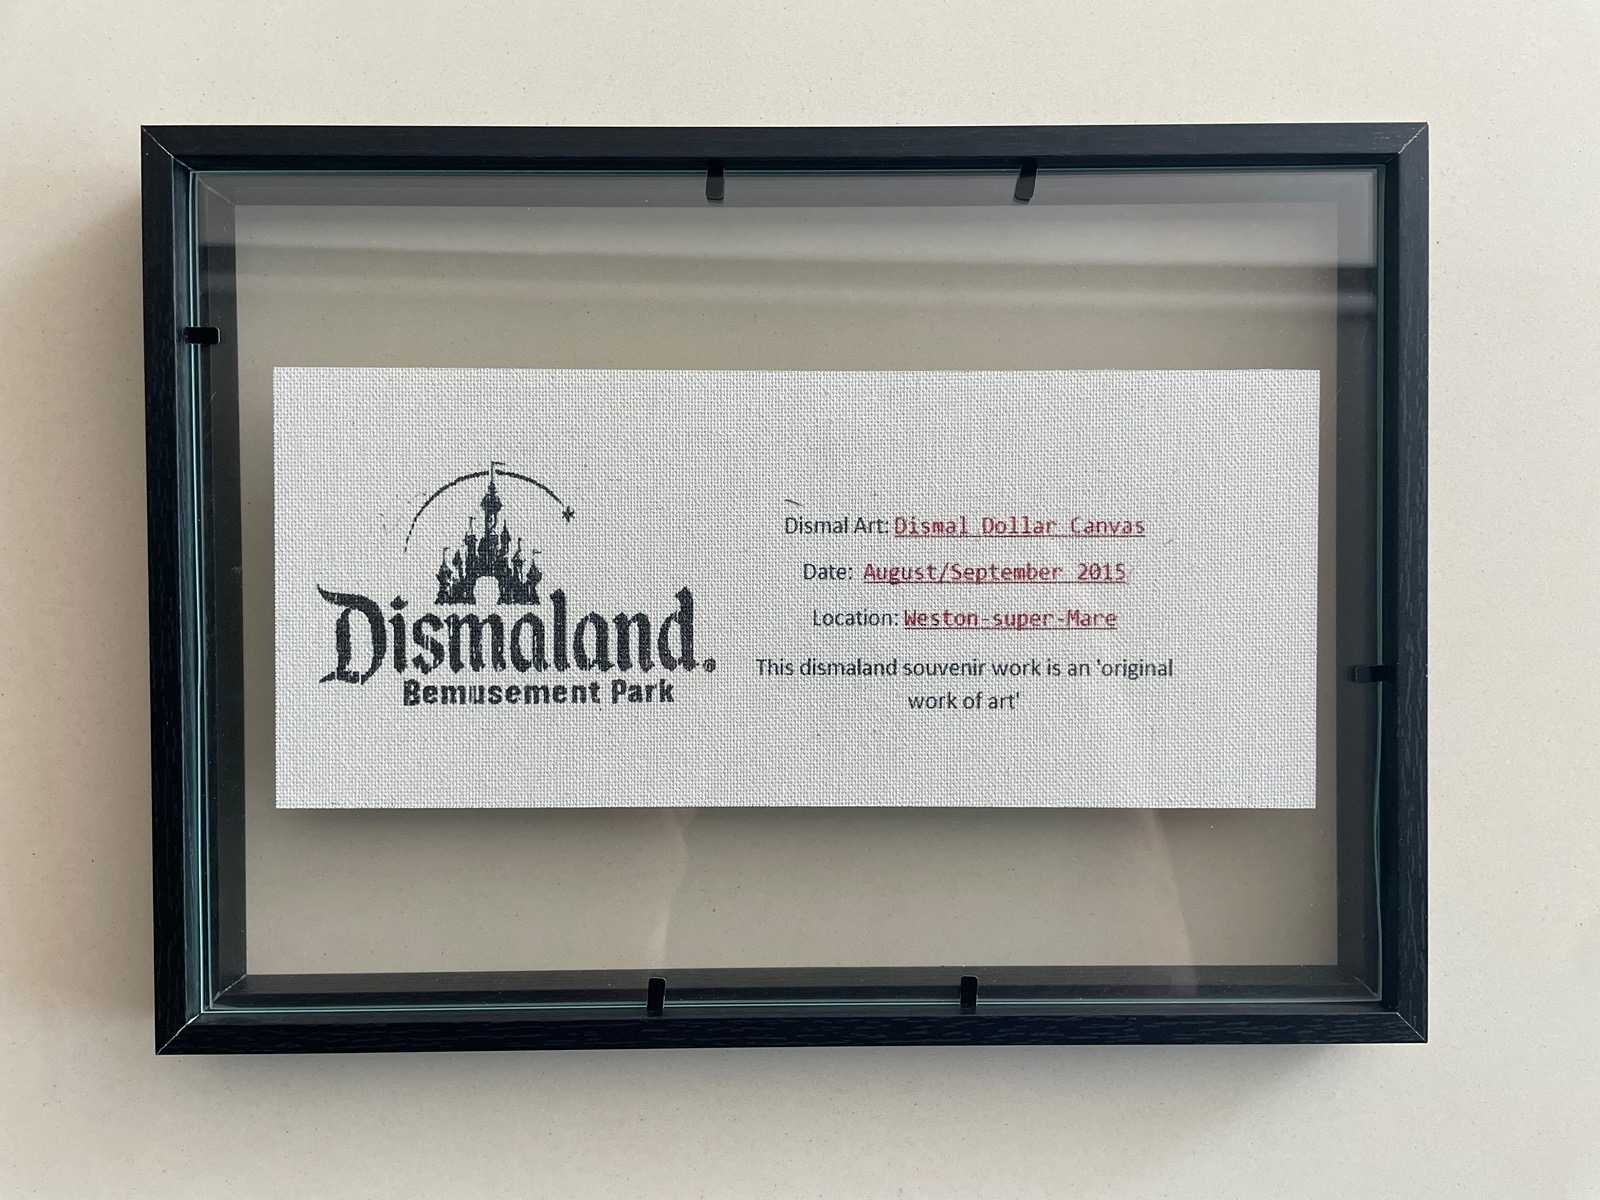 Dismaland®
Bemusement Park
Dismal Art: Dismal Dollar Canvas
Date: August/September 2015
Location: Weston-super-Mare
This dismaland souvenir work is an 'original
work of art'